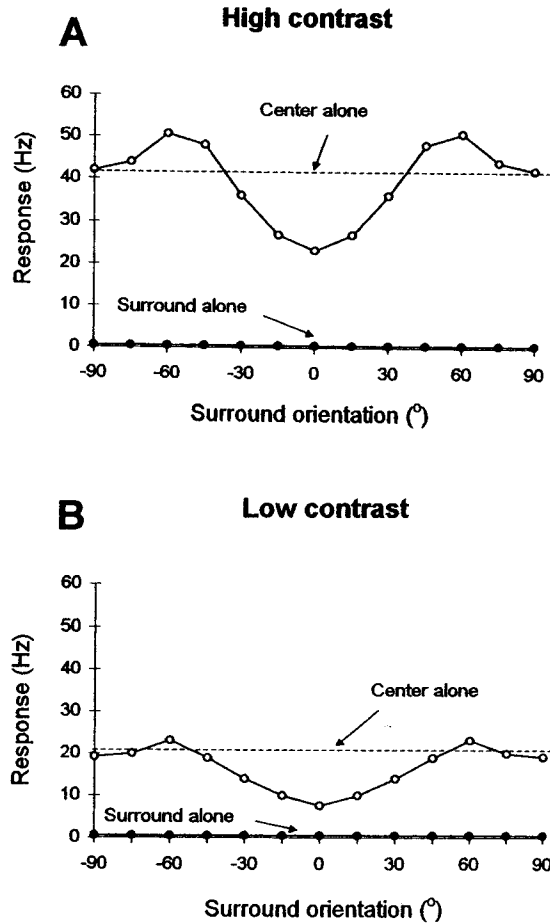 A High contrast
60
50
40
30
20
10
0
Response (Hz)
Center alone
Surround alone
-90 -60 -30 0 30 60 90
Surround orientation (°)
B Low contrast
60
50
40
30
20
10
0
Response (Hz)
Center alone
Surround alone
-90 -60 -30 0 30 60 90
Surround orientation (°)